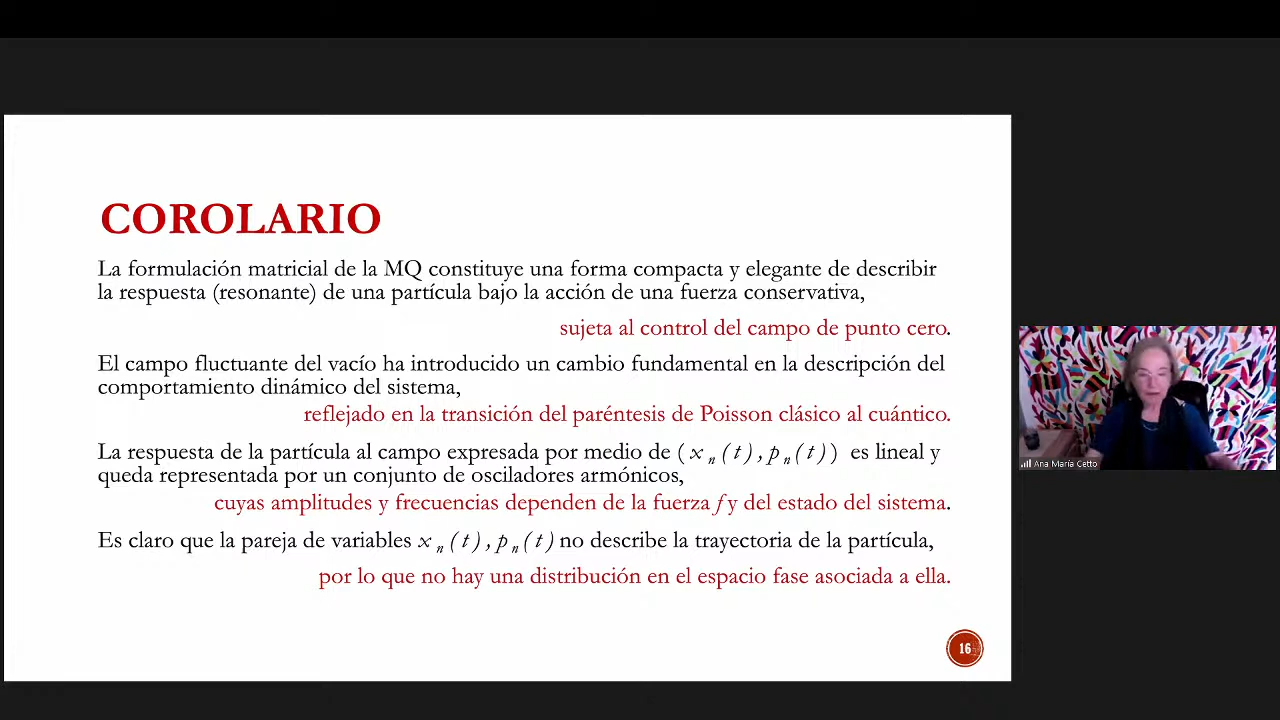 COROLARIO
La formulación matricial de la MQ constituye una forma compacta y elegante de describir
la respuesta (resonante) de una partícula bajo la acción de una fuerza conservativa,
sujeta al control del campo de punto cero.
El campo fluctuante del vacío ha introducido un cambio fundamental en la descripción del
comportamiento dinámico del sistema,
reflejado en la transición del paréntesis de Poisson clásico al cuántico.
La respuesta de la partícula al campo expresada por medio de ( x n ( t ) , p n ( t ) ) es lineal y
queda representada por un conjunto de osciladores armónicos,
cuyas amplitudes y frecuencias dependen de la fuerza f y del estado del sistema.
Es claro que la pareja de variables x n ( t ) , p n ( t ) no describe la trayectoria de la partícula,
por lo que no hay una distribución en el espacio fase asociada a ella.
16
Ana María Cetto